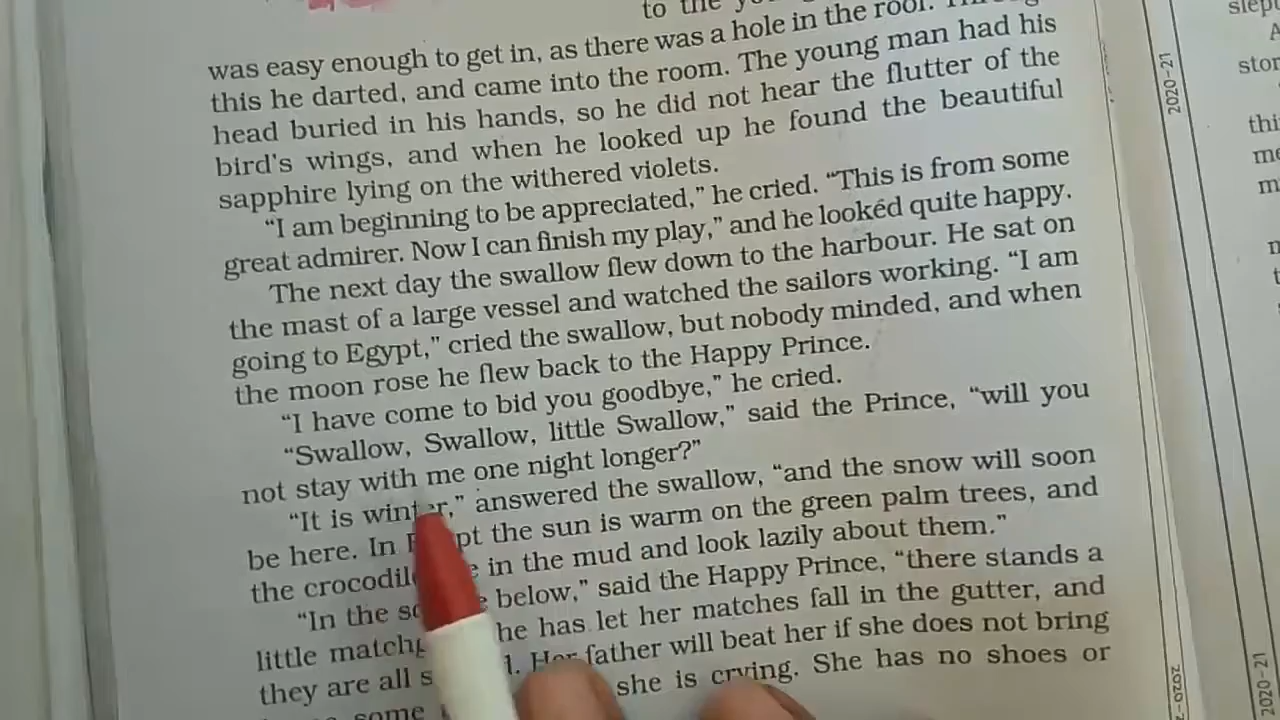 to the
was easy enough to get in, as there was a hole in the roof.
this he darted, and came into the room. The young man had his
head buried in his hands, so he did not hear the flutter of the
bird's wings, and when he looked up he found the beautiful
sapphire lying on the withered violets.
“I am beginning to be appreciated,” he cried. “This is from some
great admirer. Now I can finish my play,” and he looked quite happy.
The next day the swallow flew down to the harbour. He sat on
the mast of a large vessel and watched the sailors working. “I am
going to Egypt,” cried the swallow, but nobody minded, and when
the moon rose he flew back to the Happy Prince.
“I have come to bid you goodbye,” he cried.
“Swallow, Swallow, little Swallow,” said the Prince, “will you
not stay with me one night longer?”
“It is winter,” answered the swallow, “and the snow will soon
be here. In the sun is warm on the green palm trees, and
the in the mud and look lazily about them.”
“In the below,” said the Happy Prince, “there stands a
little has let her matches fall in the gutter, and
they are all Her father will beat her if she does not bring
some she is crying. She has no shoes or
2020-21
2020-21